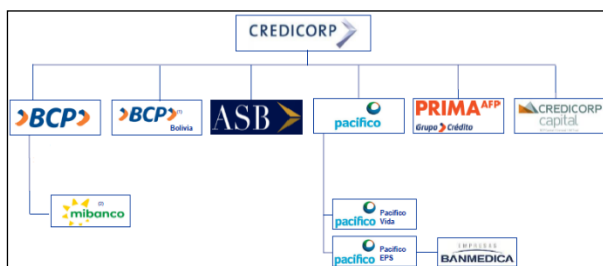 CREDICORP
BCP
BCP
Bolivia
ASB
pacífico
PRIMA AFP
Grupo Crédito
CREDICORP
capital
mibanco
pacífico
Pacífico
Vida
pacífico
Pacífico
EPS
EMPRESAS
BANMEDICA